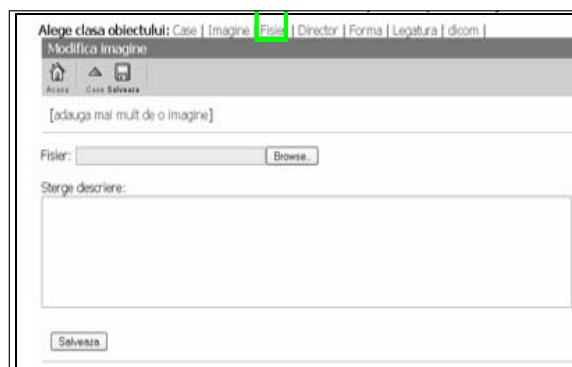 Alege clasa obiectului: Case | Imagine | Fisier | Director | Forma | Legatura | dicom |
Modifica imagine
Acasa Case Salveaza
[adauga mai mult de o imagine]
Fisier: Browse..
Sterge descriere:
Salveaza